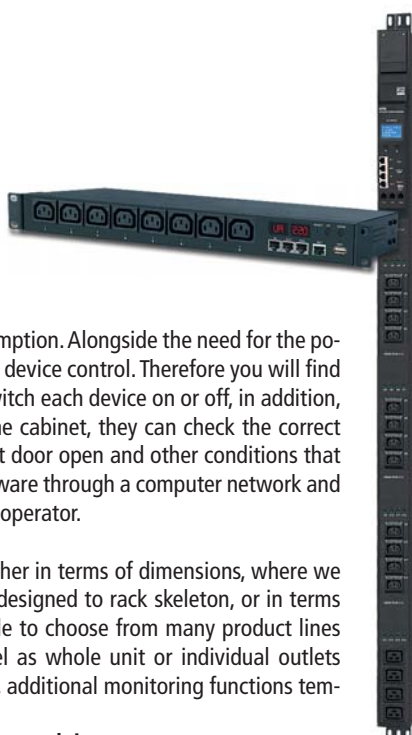 mption. Alongside the need for the po-
device control. Therefore you will find
witch each device on or off, in addition,
ne cabinet, they can check the correct
t door open and other conditions that
ware through a computer network and
operator.
her in terms of dimensions, where we
designed to rack skeleton, or in terms
le to choose from many product lines
el as whole unit or individual outlets
, additional monitoring functions tem-